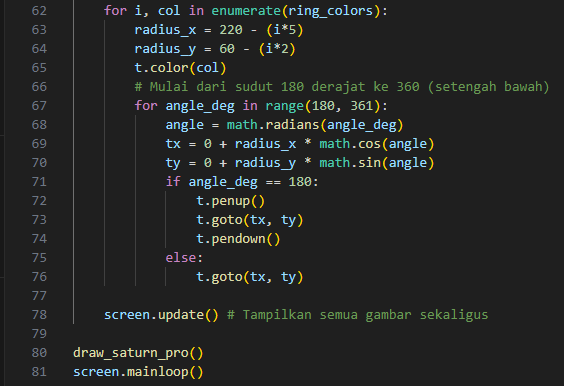 62 for i, col in enumerate(ring_colors):
63 radius_x = 220 - (i*5)
64 radius_y = 60 - (i*2)
65 t.color(col)
66 # Mulai dari sudut 180 derajat ke 360 (setengah bawah)
67 for angle_deg in range(180, 361):
68 angle = math.radians(angle_deg)
69 tx = 0 + radius_x * math.cos(angle)
70 ty = 0 + radius_y * math.sin(angle)
71 if angle_deg == 180:
72 t.penup()
73 t.goto(tx, ty)
74 t.pendown()
75 else:
76 t.goto(tx, ty)
77
78 screen.update() # Tampilkan semua gambar sekaligus
79
80 draw_saturn_pro()
81 screen.mainloop()